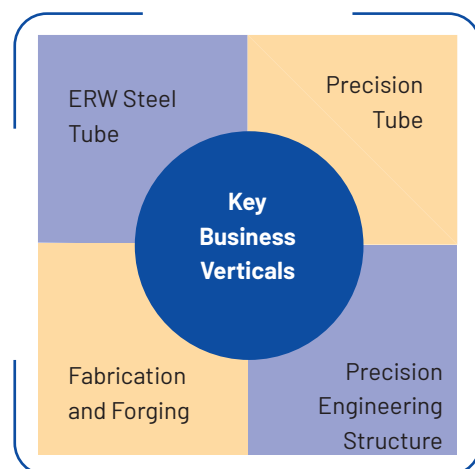 ERW Steel
Tube
Precision
Tube
Key
Business
Verticals
Fabrication
and Forging
Precision
Engineering
Structure